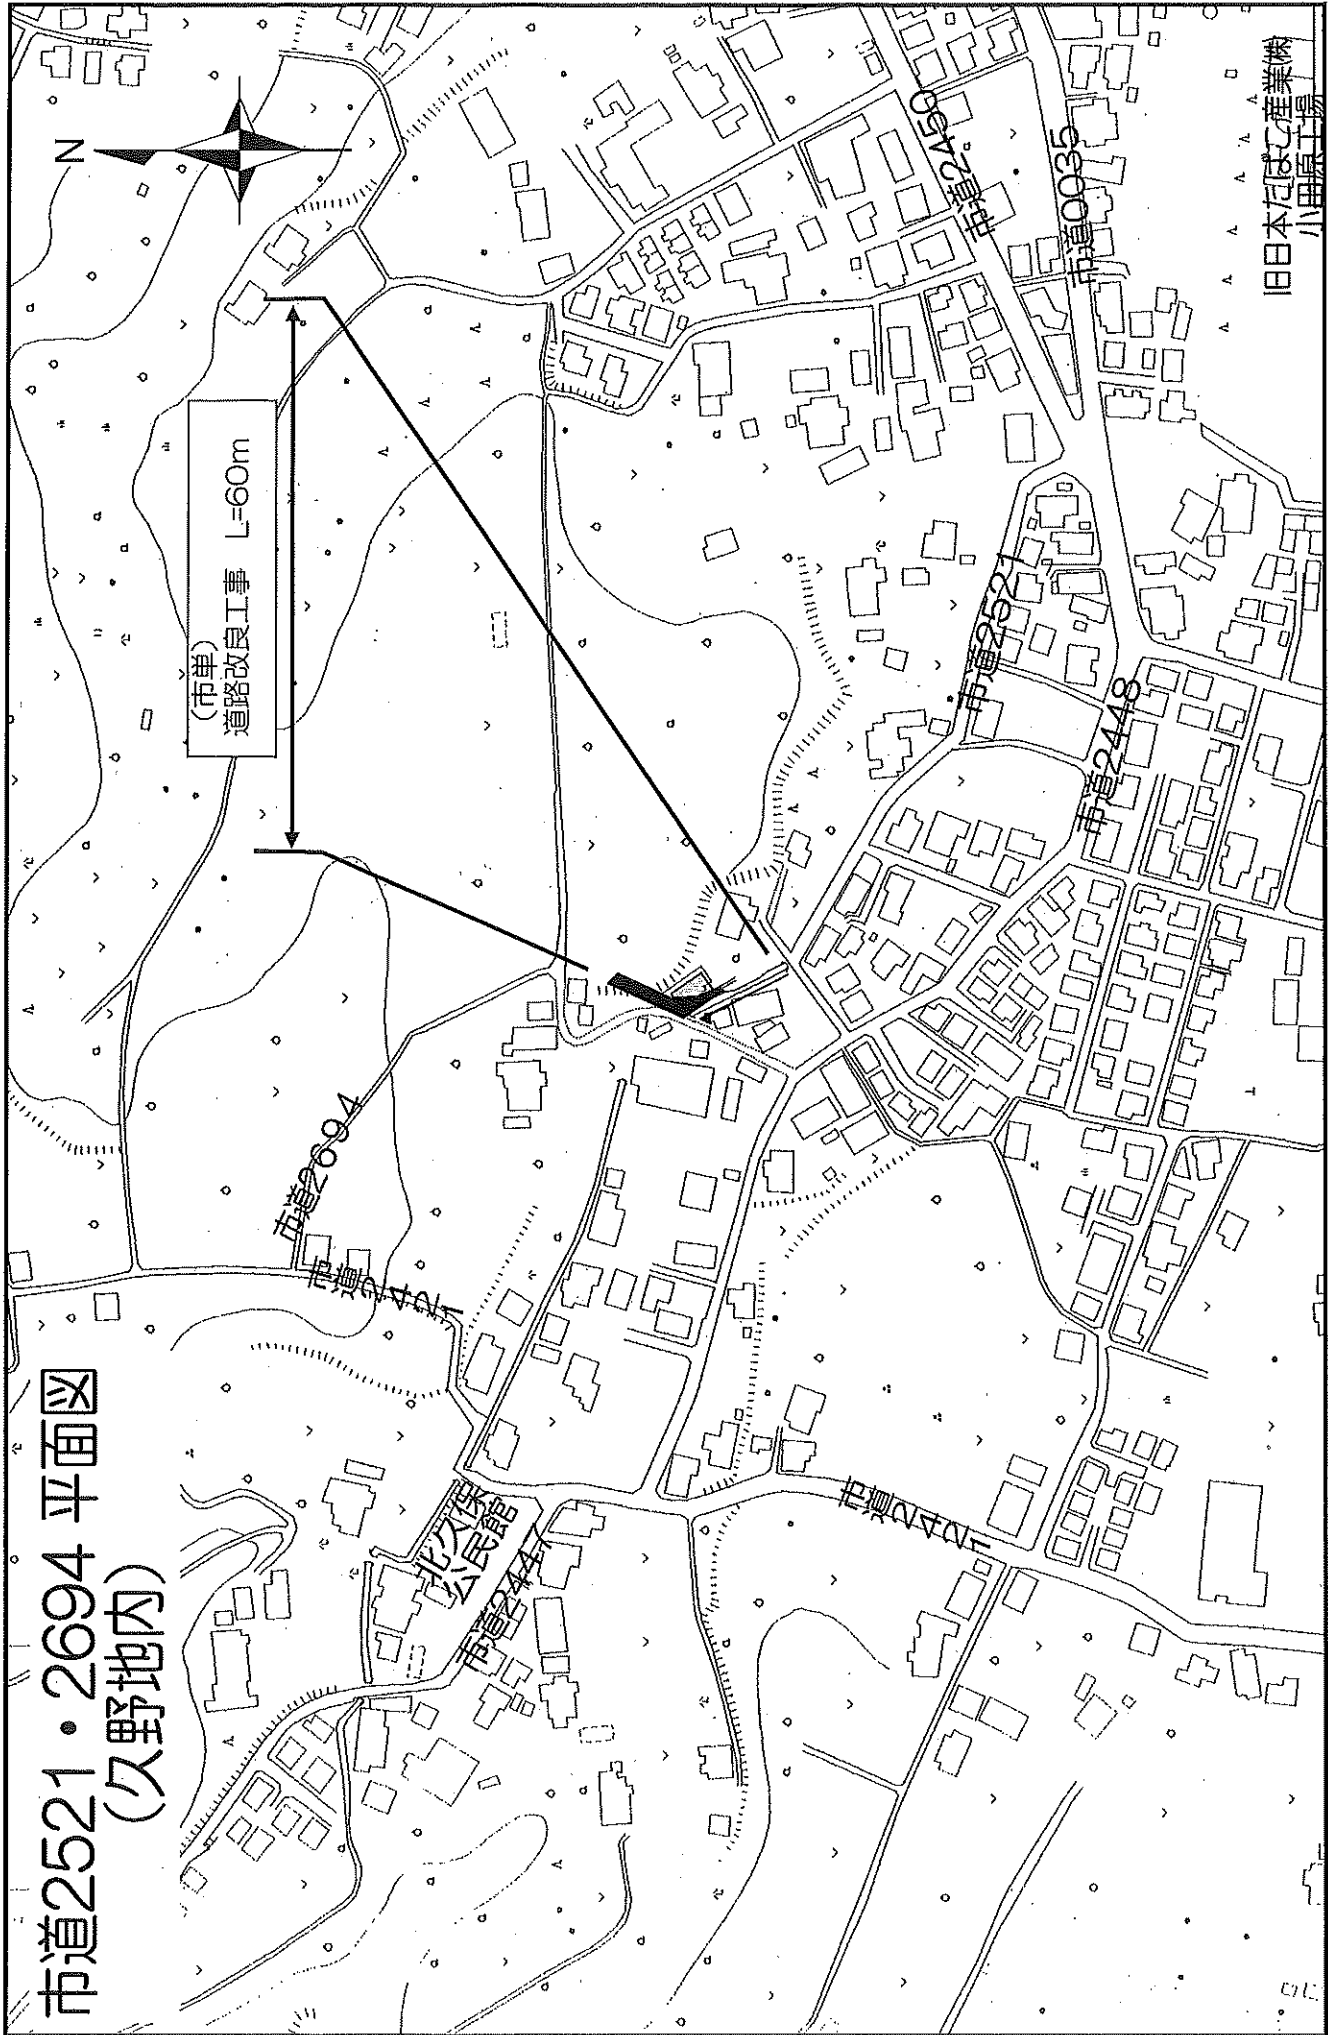 市道2521・2694 平面図
（久野地内）
N
（市単）
道路改良工事 L=60m
市道2694
市道2421
北久保
公民館
市道2447
市道2421
市道2521
市道2448
市道2450
市道0035
旧日本たばこ産業㈱
小田原工場